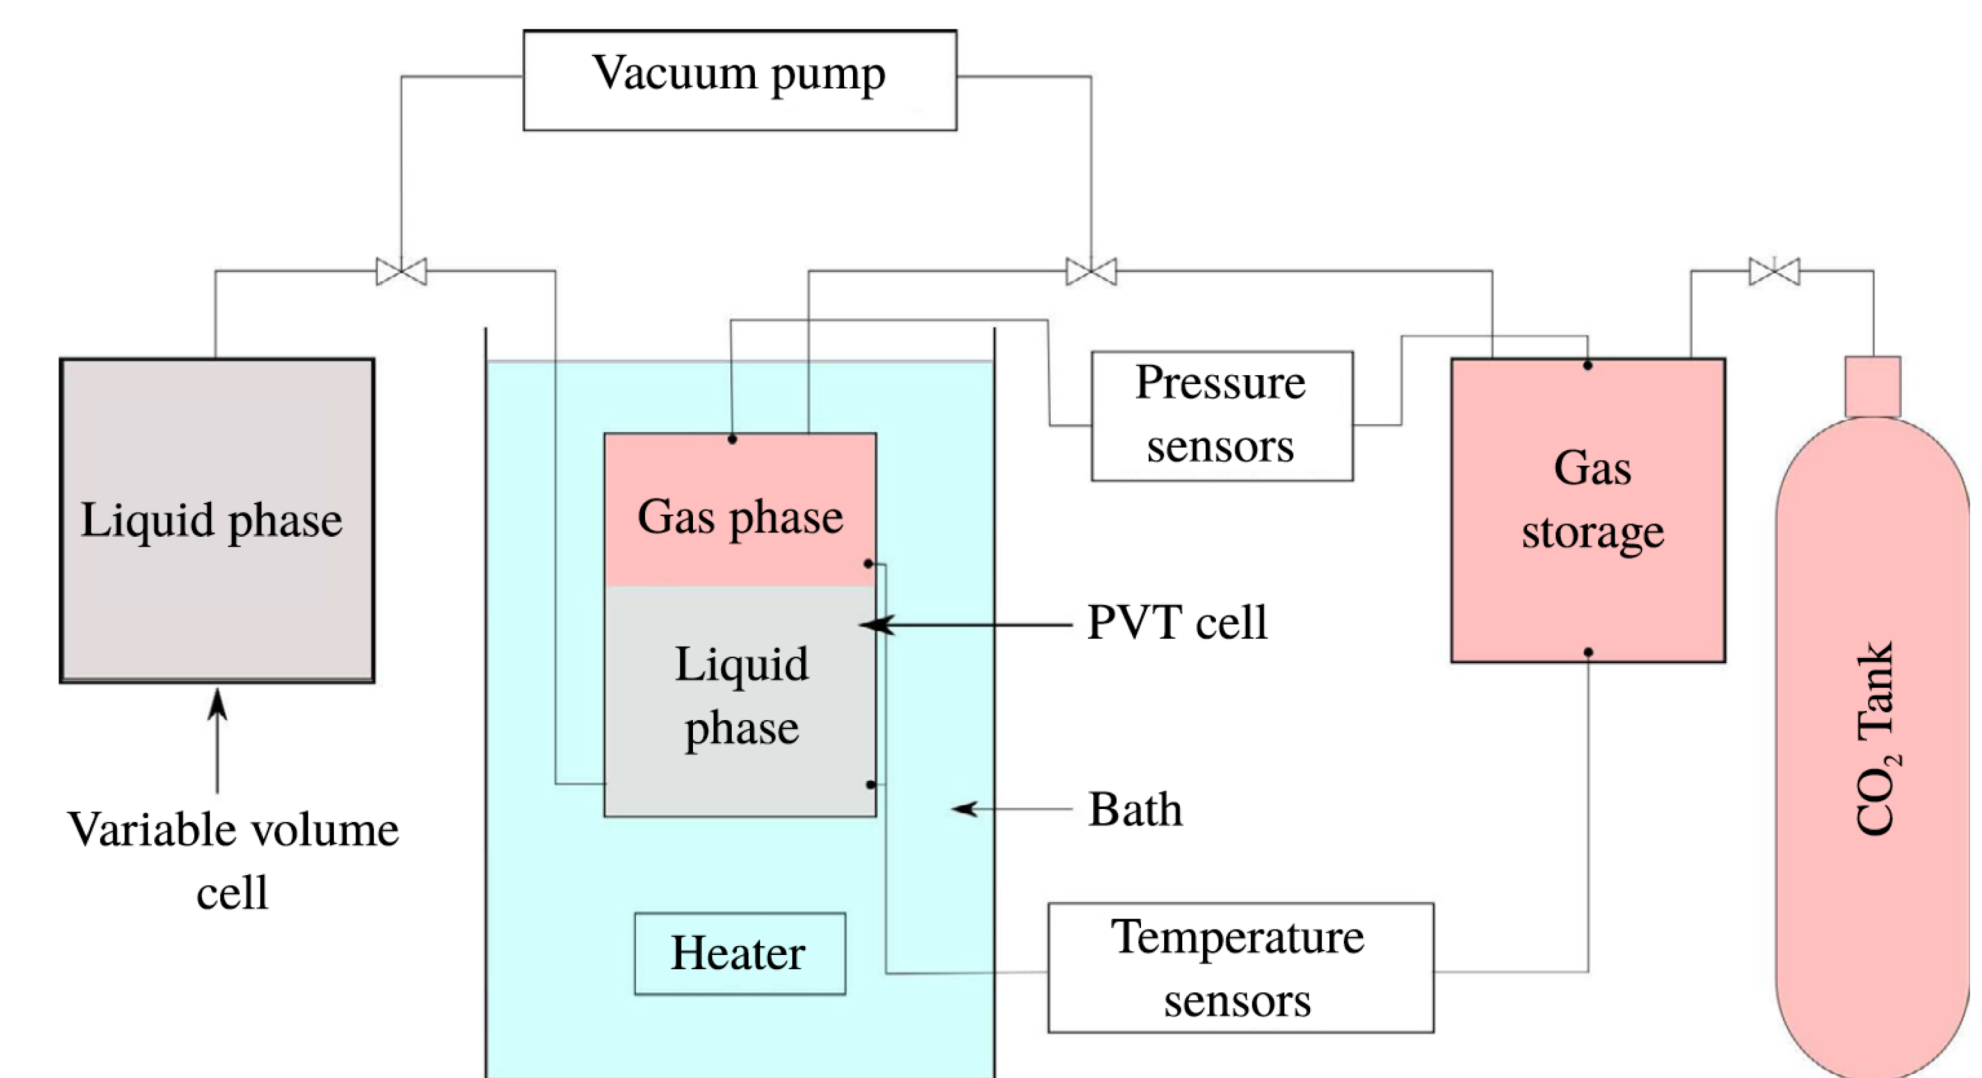 Vacuum pump
Liquid phase
Variable volume
cell
Gas phase
Liquid
phase
Heater
Pressure
sensors
PVT cell
Bath
Temperature
sensors
Gas
storage
CO₂ Tank